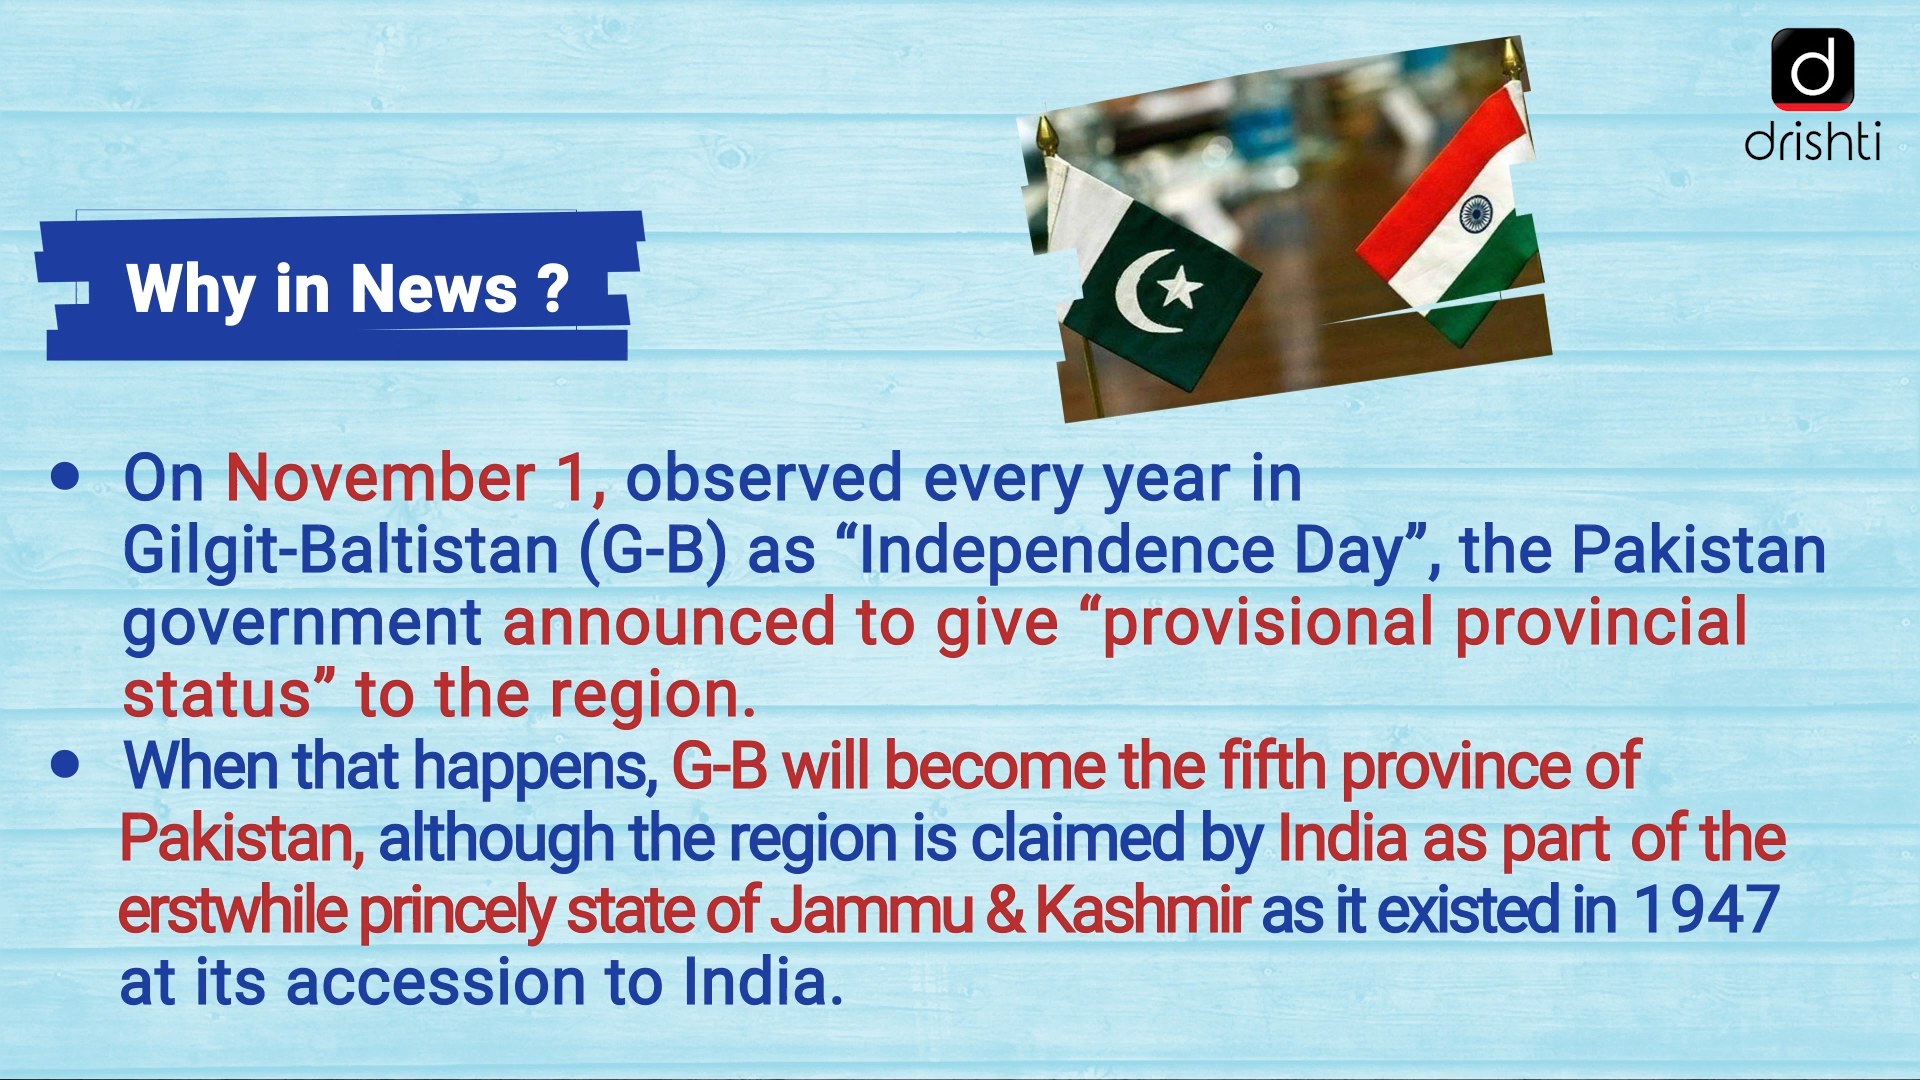 drishti
Why in News ?
• On November 1, observed every year in
Gilgit-Baltistan (G-B) as “Independence Day”, the Pakistan
government announced to give “provisional provincial
status” to the region.
• When that happens, G-B will become the fifth province of
Pakistan, although the region is claimed by India as part of the
erstwhile princely state of Jammu & Kashmir as it existed in 1947
at its accession to India.